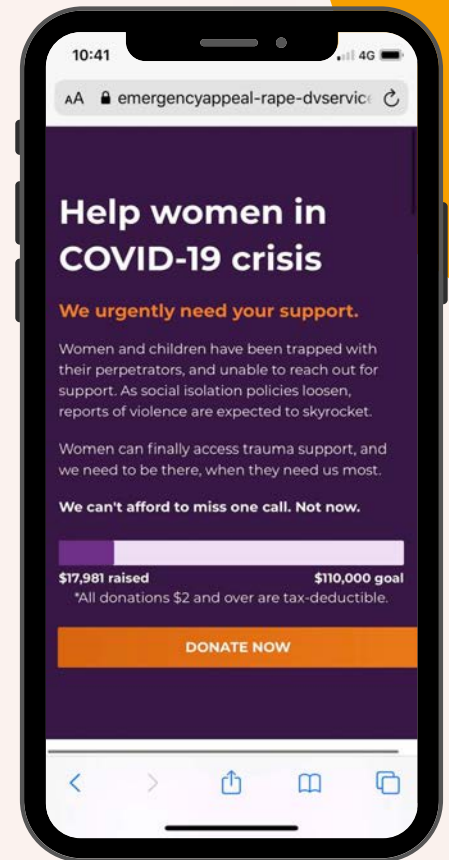 10:41
4G
AA emergencyappeal-rape-dvservic
Help women in
COVID-19 crisis
We urgently need your support.
Women and children have been trapped with
their perpetrators, and unable to reach out for
support. As social isolation policies loosen,
reports of violence are expected to skyrocket.
Women can finally access trauma support, and
we need to be there, when they need us most.
We can't afford to miss one call. Not now.
$17,981 raised
$110,000 goal
*All donations $2 and over are tax-deductible.
DONATE NOW